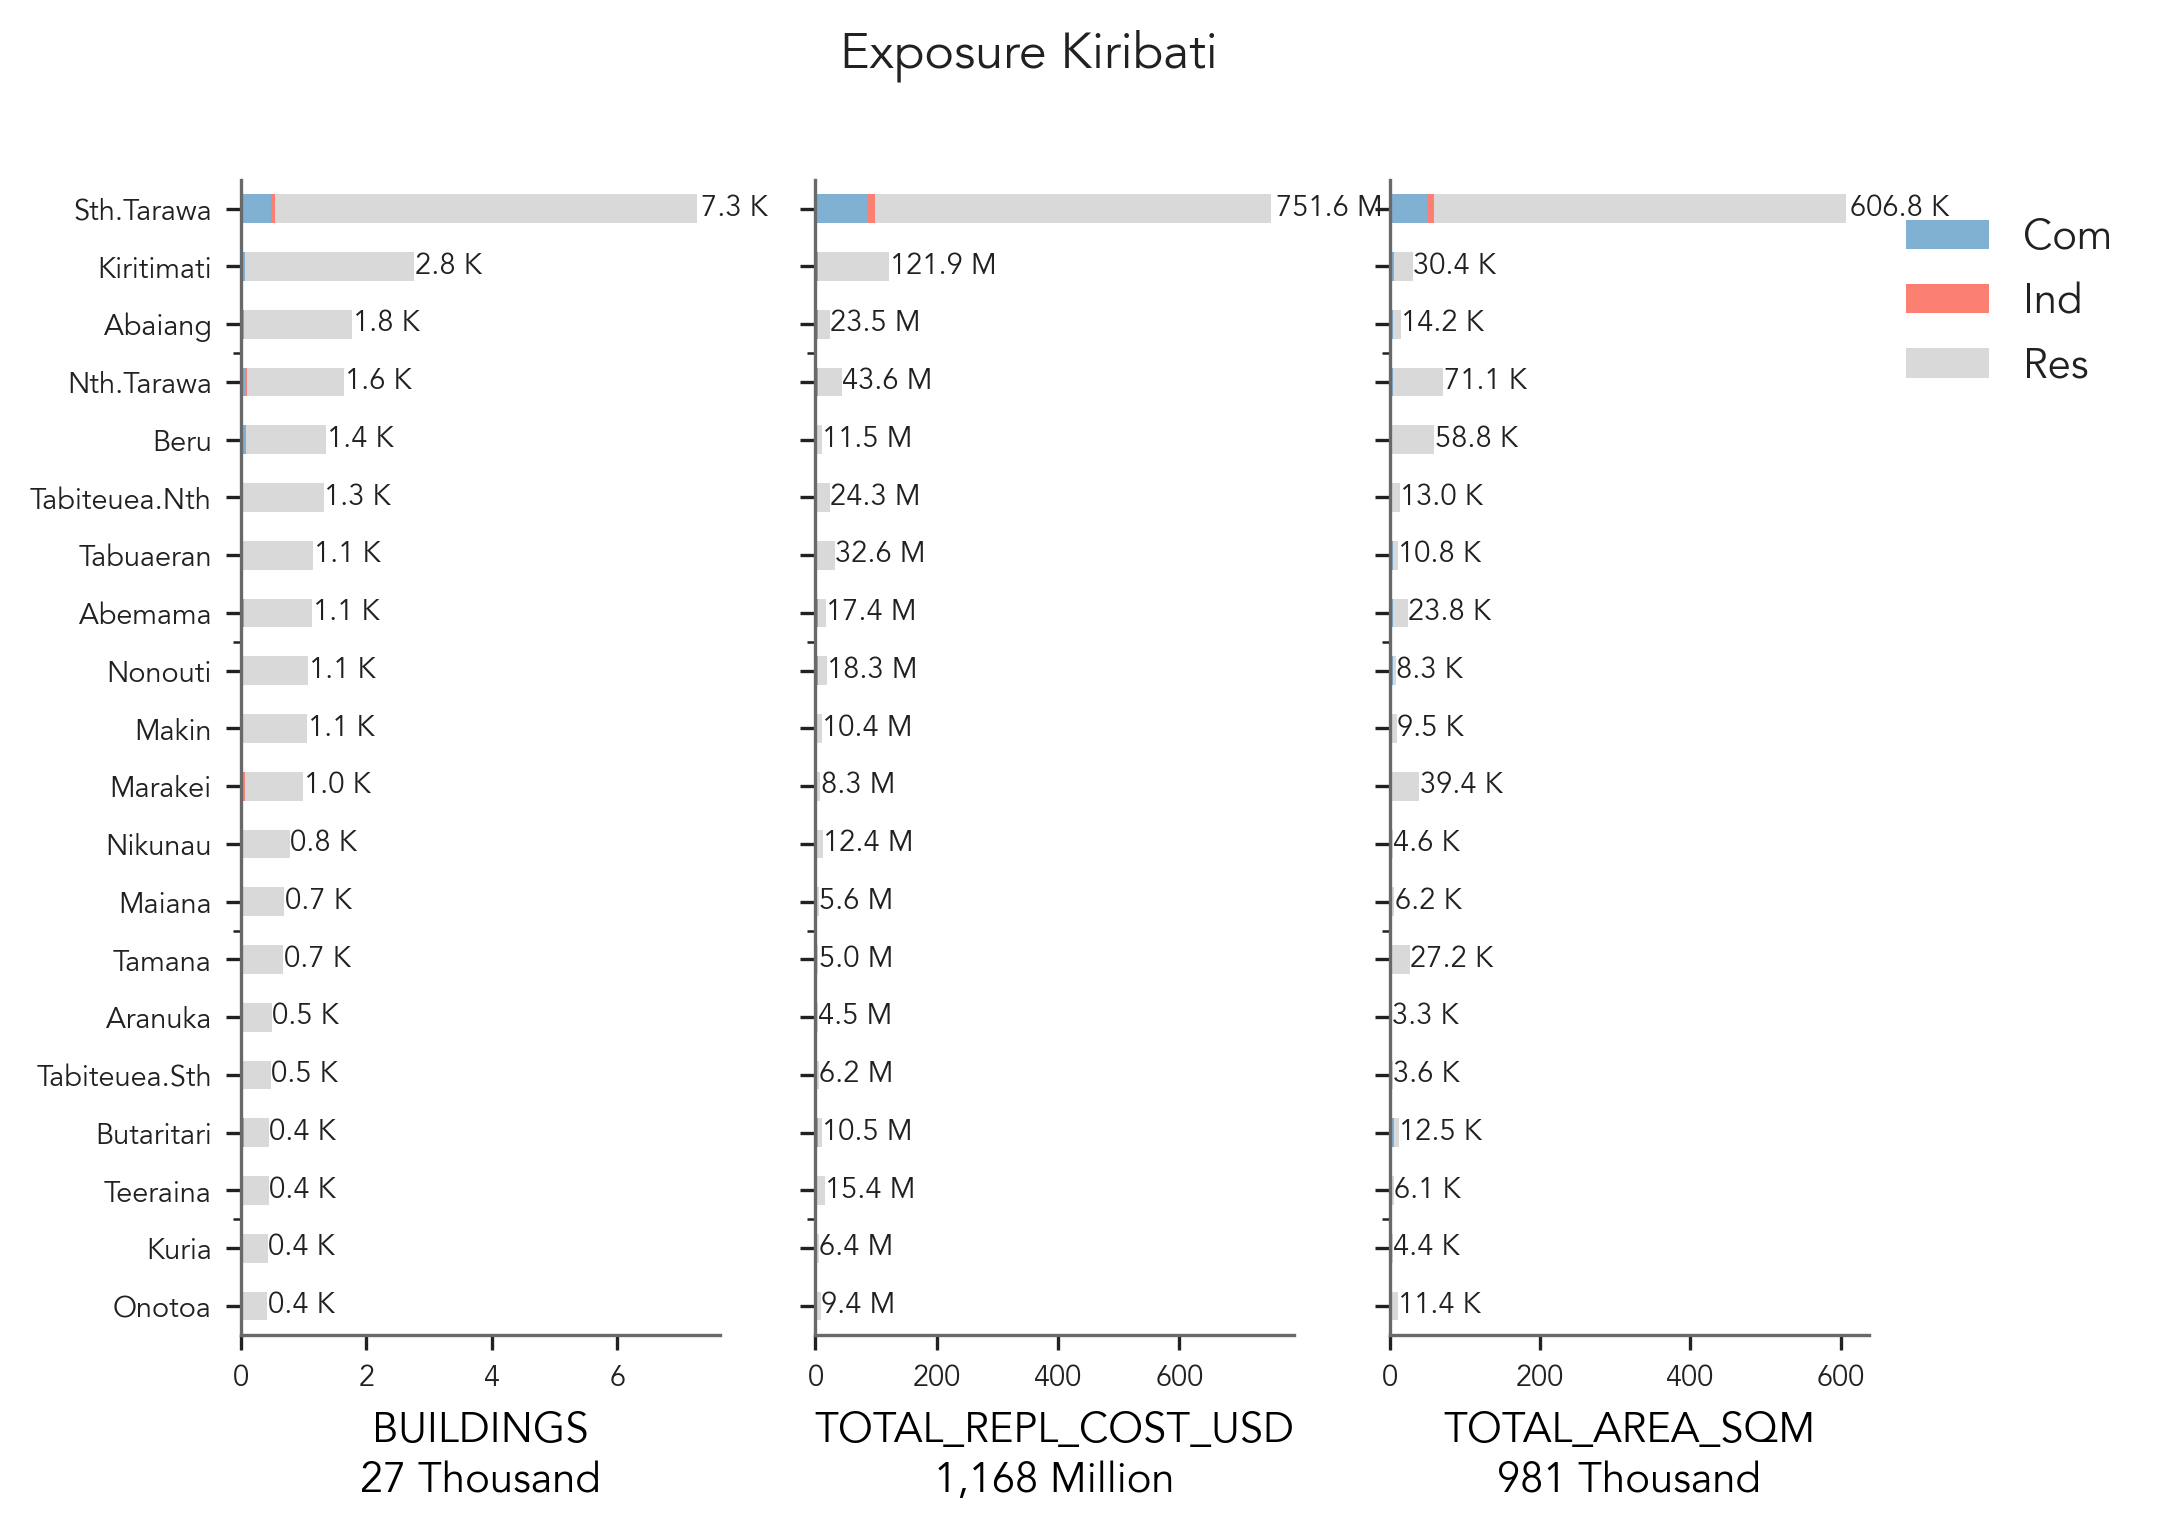 Exposure Kiribati
Sth.Tarawa 7.3 K 751.6 M 606.8 K
Kiritimati 2.8 K 121.9 M 30.4 K
Abaiang 1.8 K 23.5 M 14.2 K
Nth.Tarawa 1.6 K 43.6 M 71.1 K
Beru 1.4 K 11.5 M 58.8 K
Tabiteuea.Nth 1.3 K 24.3 M 13.0 K
Tabuaeran 1.1 K 32.6 M 10.8 K
Abemama 1.1 K 17.4 M 23.8 K
Nonouti 1.1 K 18.3 M 8.3 K
Makin 1.1 K 10.4 M 9.5 K
Marakei 1.0 K 8.3 M 39.4 K
Nikunau 0.8 K 12.4 M 4.6 K
Maiana 0.7 K 5.6 M 6.2 K
Tamana 0.7 K 5.0 M 27.2 K
Aranuka 0.5 K 4.5 M 3.3 K
Tabiteuea.Sth 0.5 K 6.2 M 3.6 K
Butaritari 0.4 K 10.5 M 12.5 K
Teeraina 0.4 K 15.4 M 6.1 K
Kuria 0.4 K 6.4 M 4.4 K
Onotoa 0.4 K 9.4 M 11.4 K
0 2 4 6
BUILDINGS
27 Thousand
0 200 400 600
TOTAL_REPL_COST_USD
1,168 Million
0 200 400 600
TOTAL_AREA_SQM
981 Thousand
Com
Ind
Res